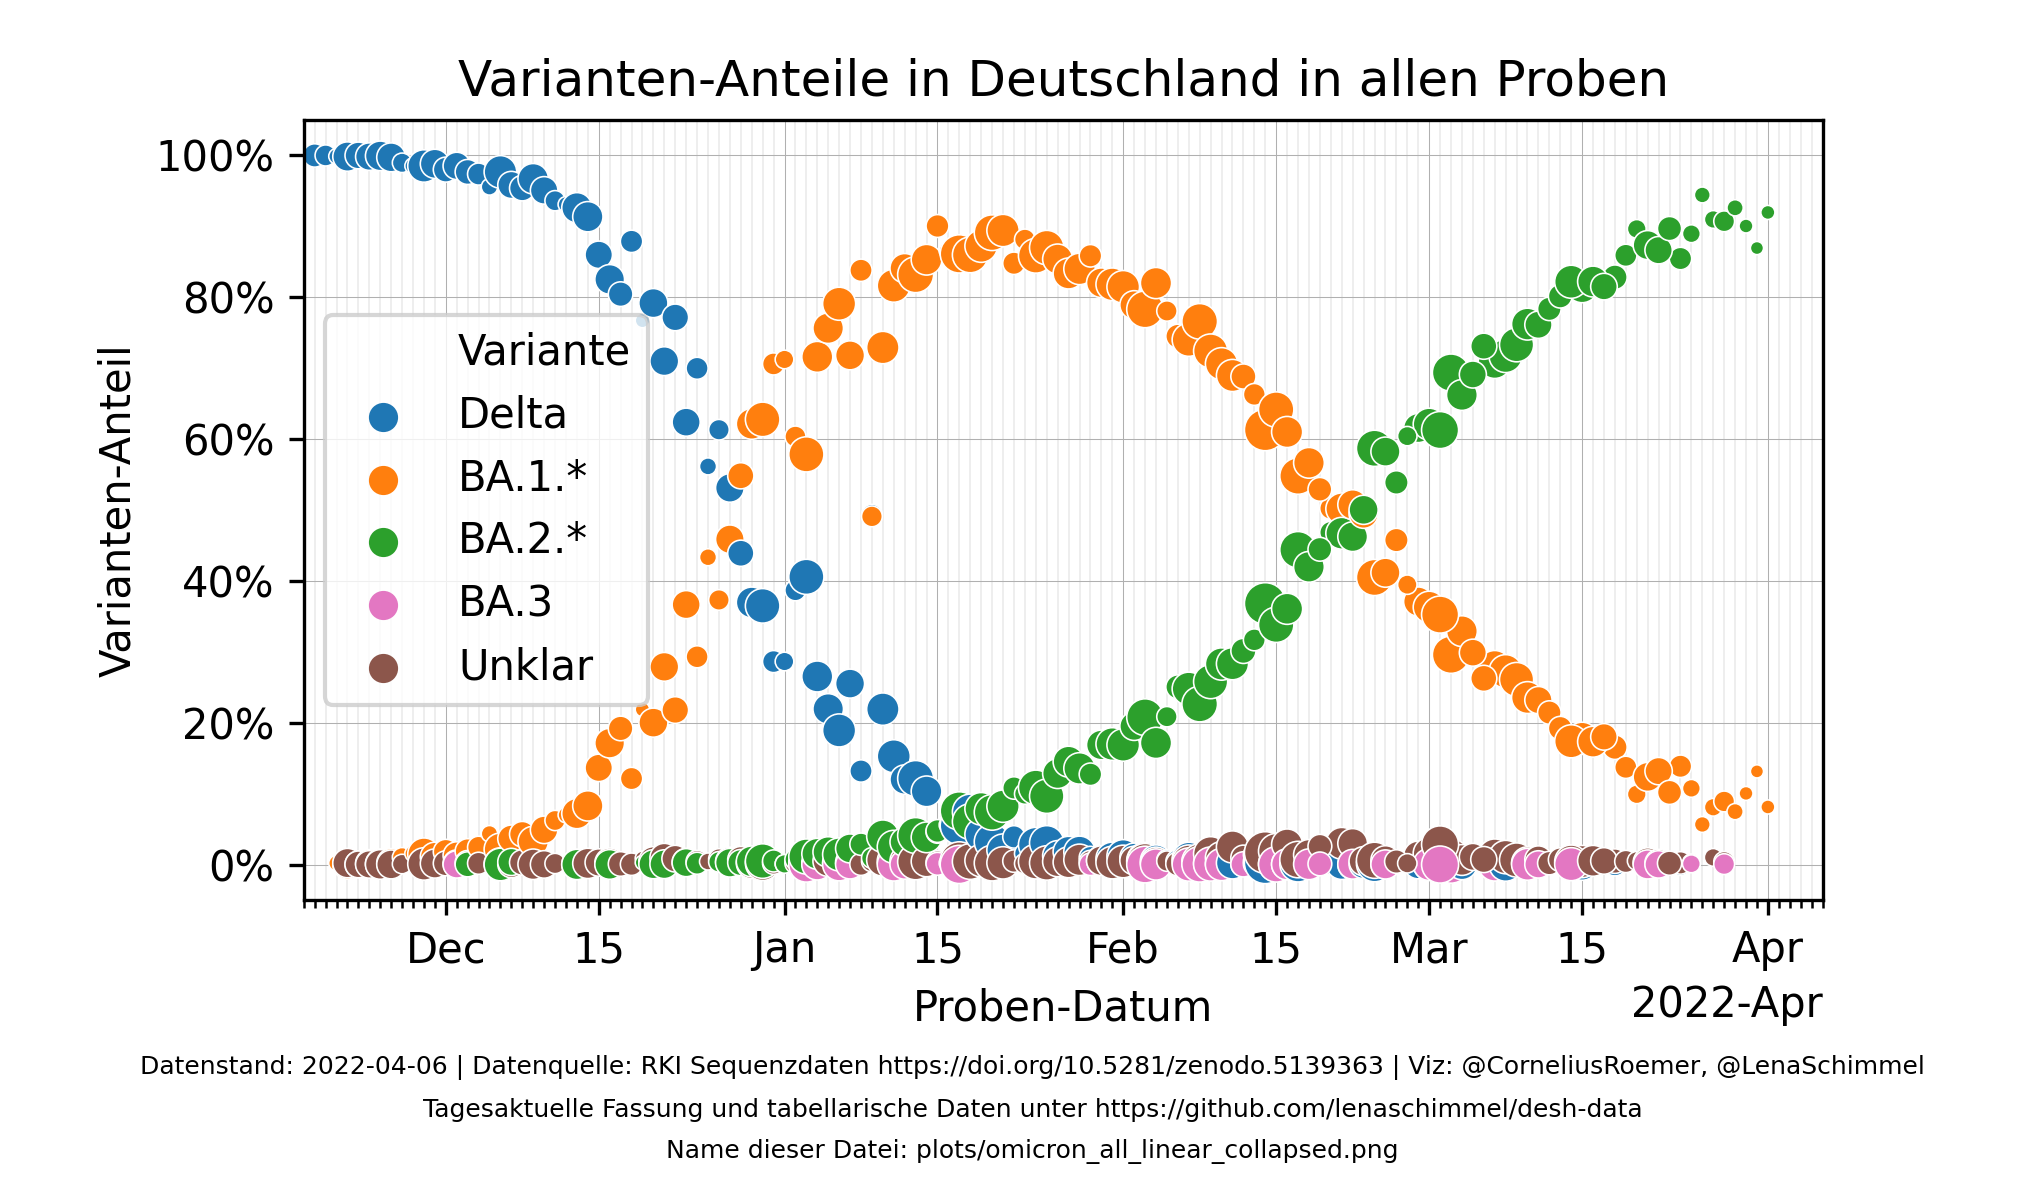 Varianten-Anteile in Deutschland in allen Proben
Varianten-Anteil
100%
80%
60%
40%
20%
0%
Variante
Delta
BA.1.*
BA.2.*
BA.3
Unklar
Dec 15 Jan 15 Feb 15 Mar 15 Apr
Proben-Datum
2022-Apr
Datenstand: 2022-04-06 | Datenquelle: RKI Sequenzdaten https://doi.org/10.5281/zenodo.5139363 | Viz: @CorneliusRoemer, @LenaSchimmel
Tagesaktuelle Fassung und tabellarische Daten unter https://github.com/lenaschimmel/desh-data
Name dieser Datei: plots/omicron_all_linear_collapsed.png